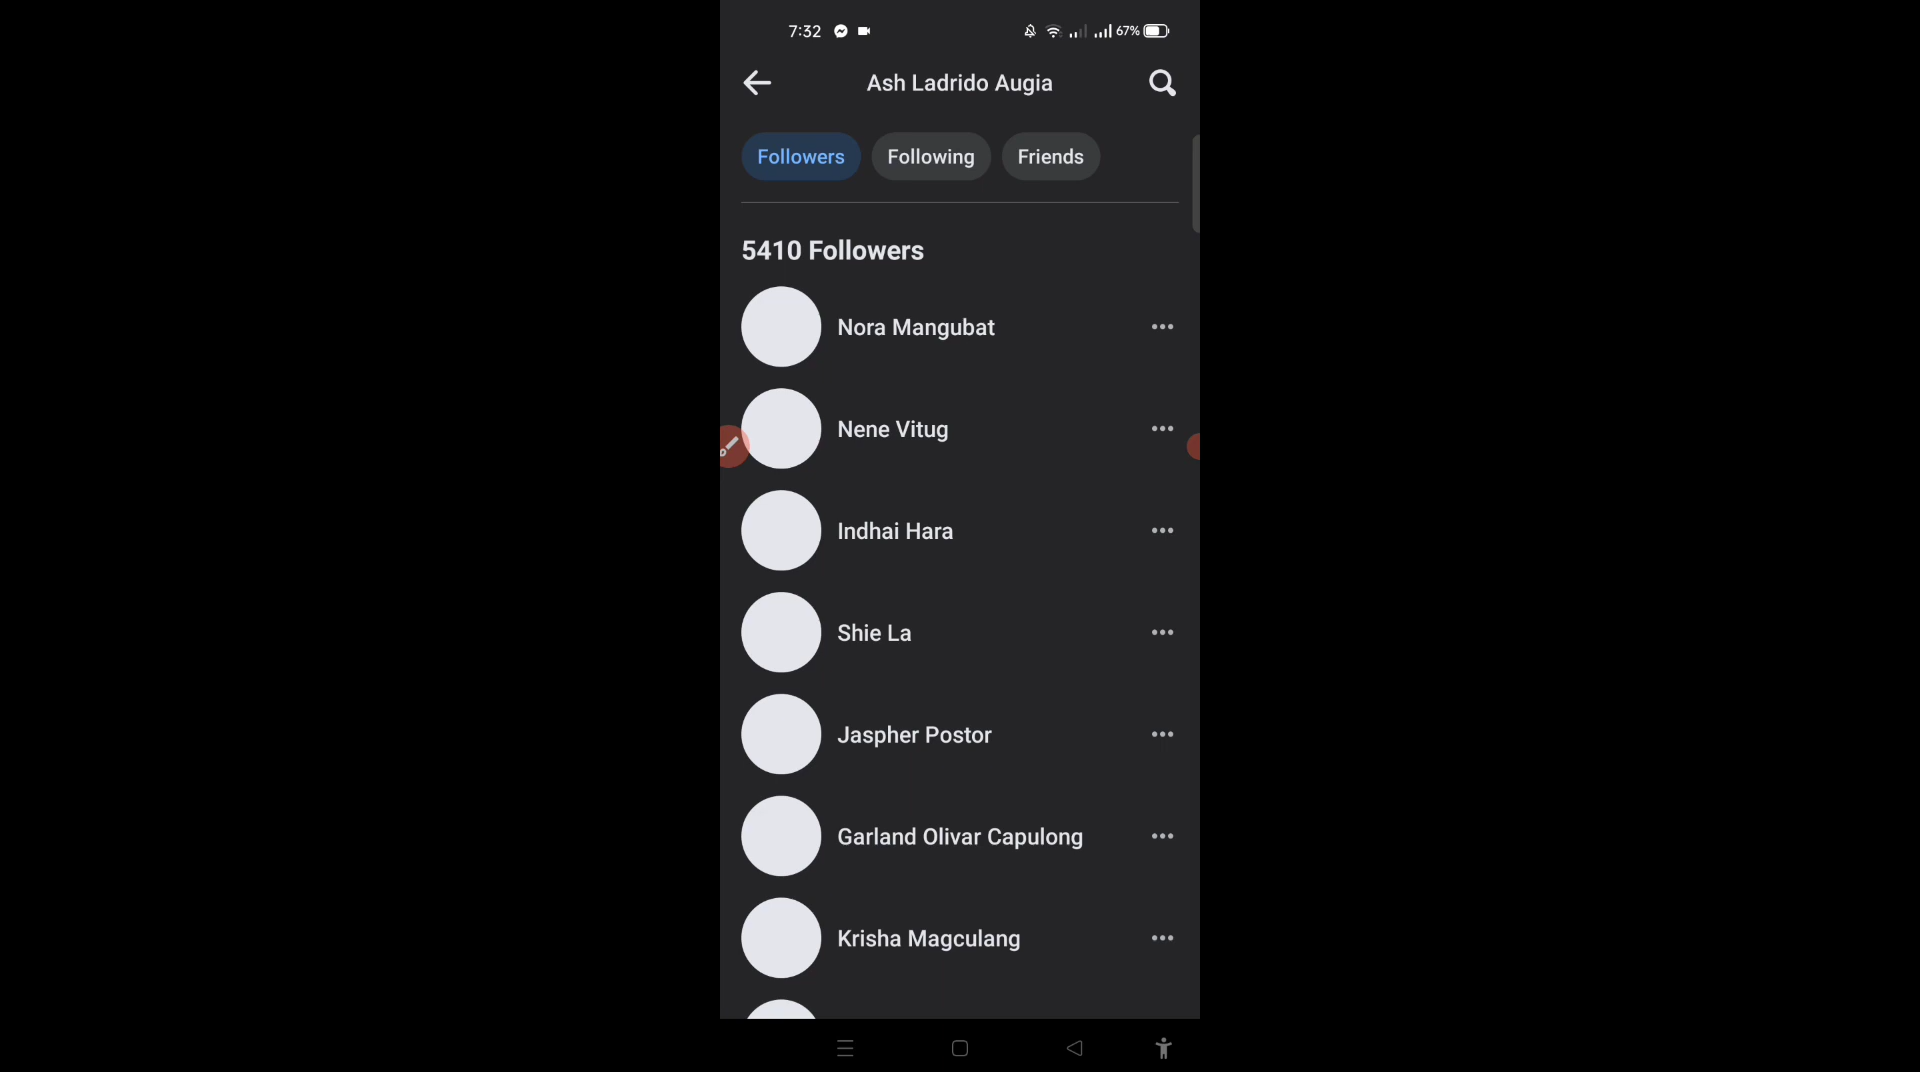 7:32
67%
Ash Ladrido Augia
Followers Following Friends
5410 Followers
Nora Mangubat
Nene Vitug
Indhai Hara
Shie La
Jaspher Postor
Garland Olivar Capulong
Krisha Magculang